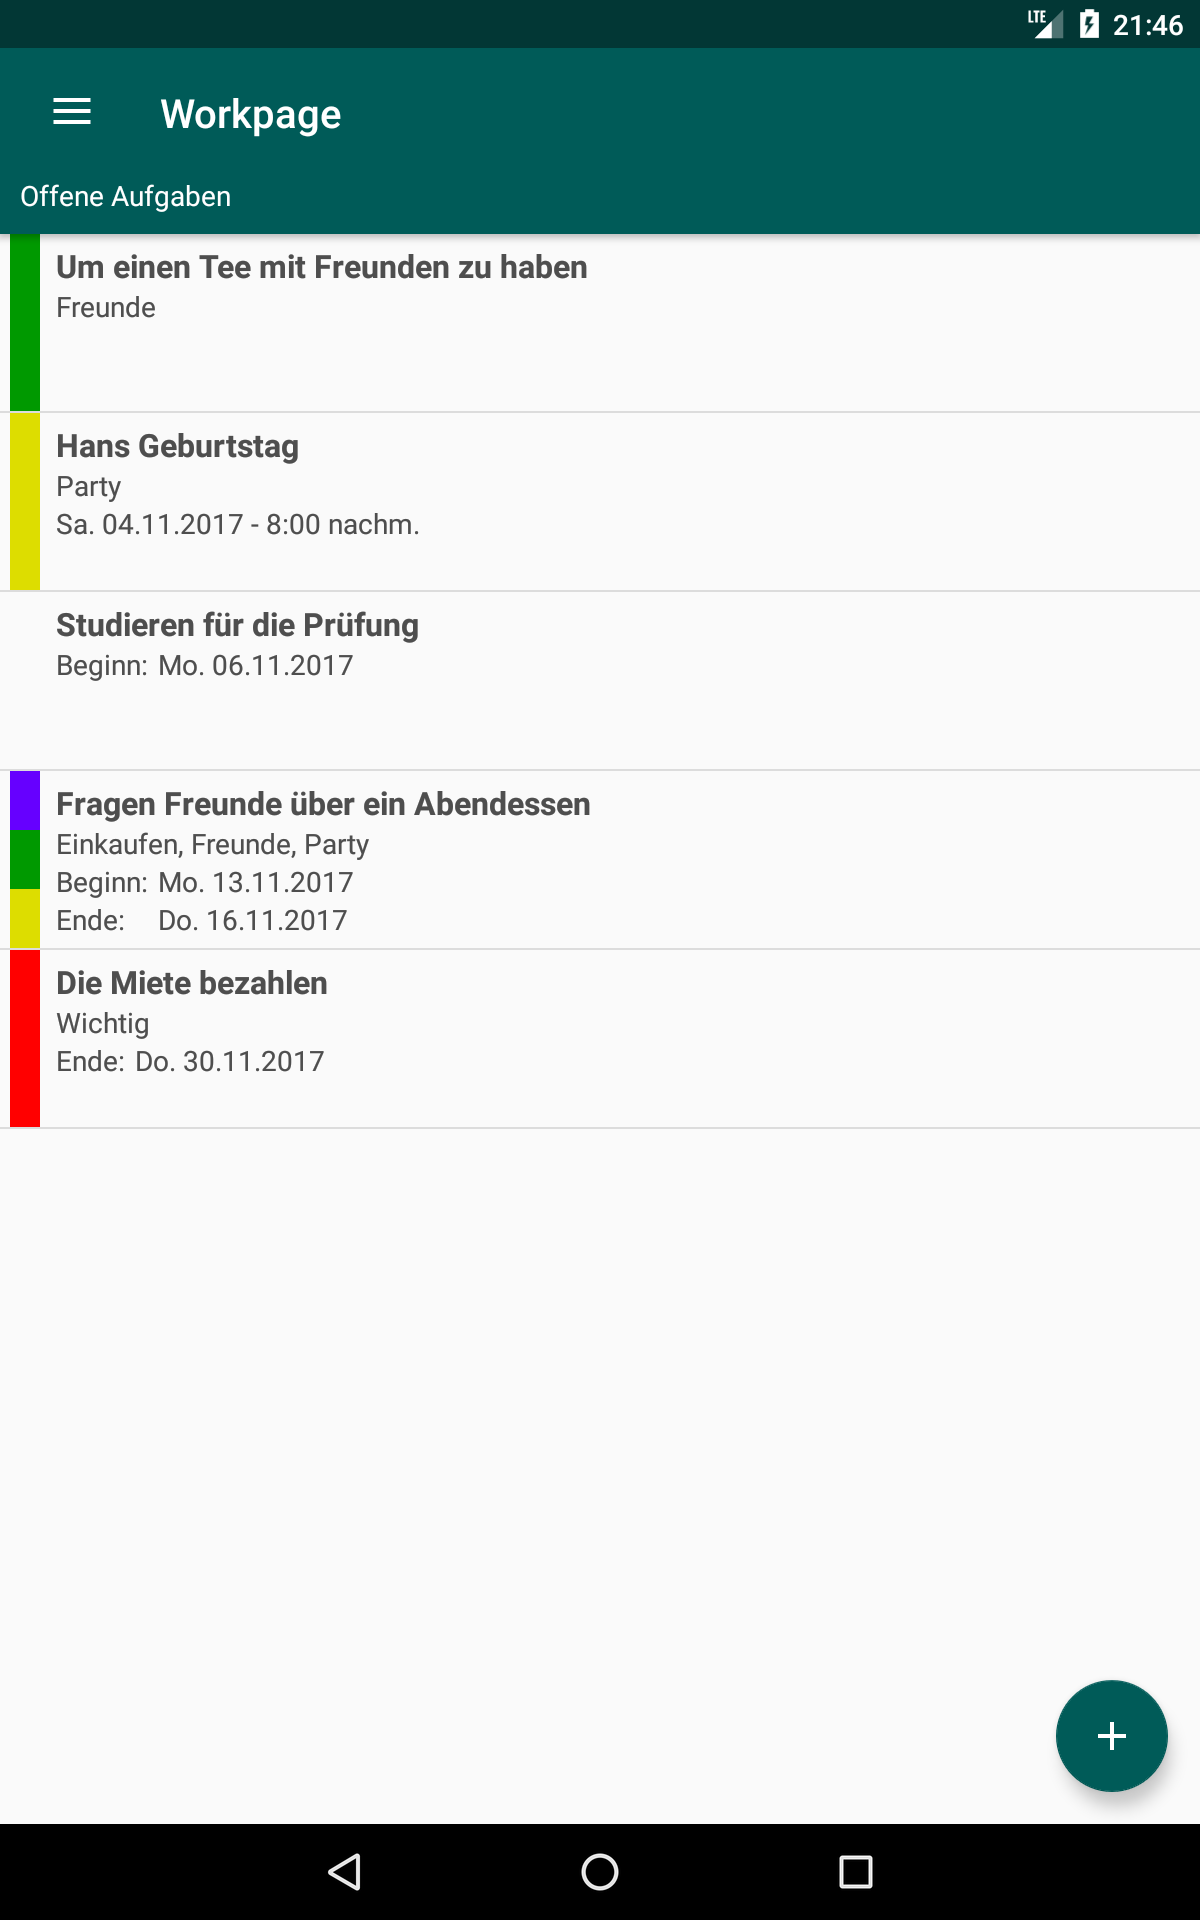 LTE 21:46
Workpage
Offene Aufgaben
Um einen Tee mit Freunden zu haben
Freunde
Hans Geburtstag
Party
Sa. 04.11.2017 - 8:00 nachm.
Studieren für die Prüfung
Beginn: Mo. 06.11.2017
Fragen Freunde über ein Abendessen
Einkaufen, Freunde, Party
Beginn: Mo. 13.11.2017
Ende: Do. 16.11.2017
Die Miete bezahlen
Wichtig
Ende: Do. 30.11.2017